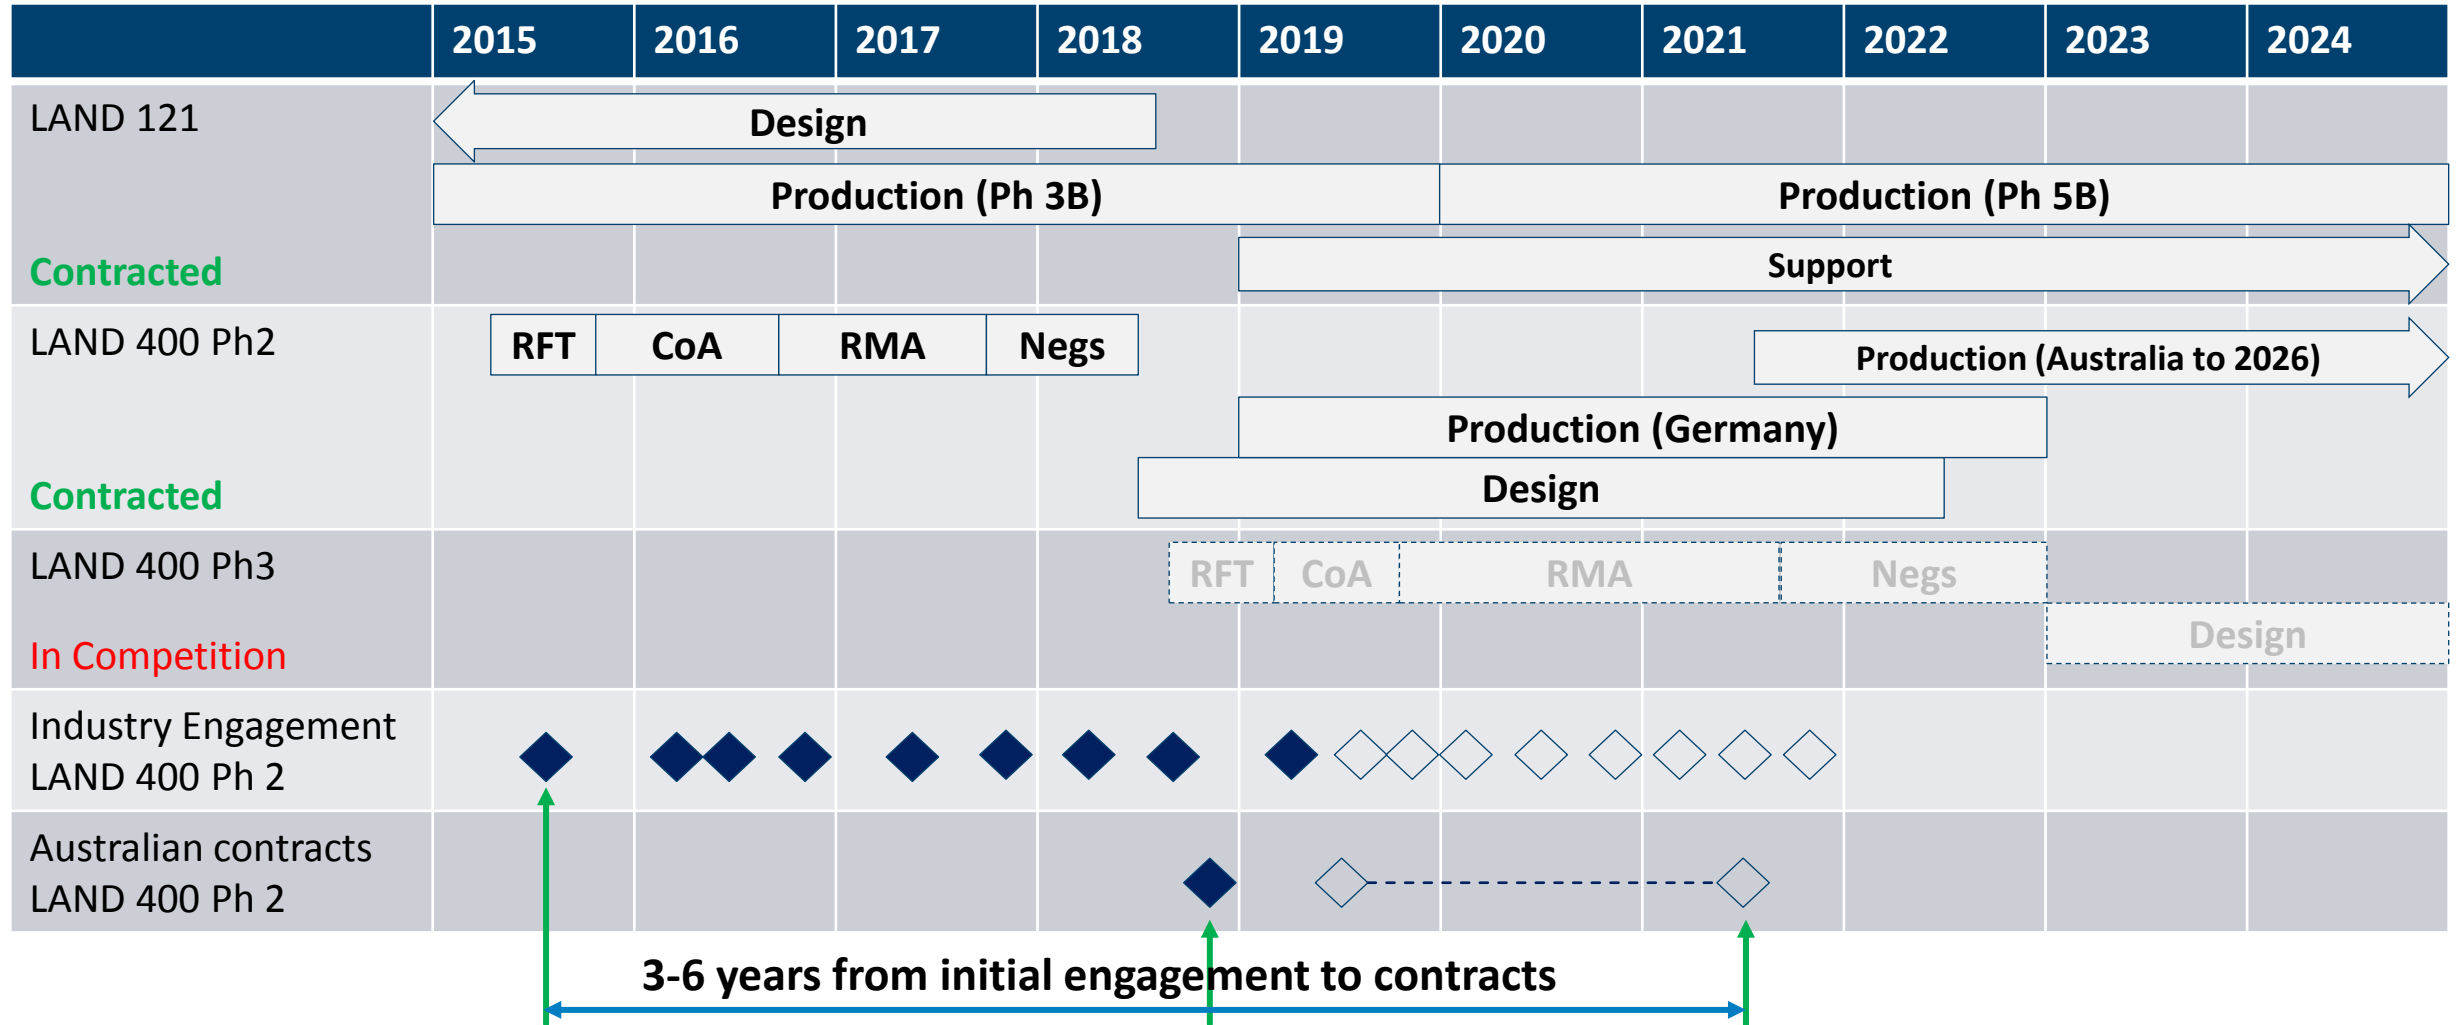 2015 2016 2017 2018 2019 2020 2021 2022 2023 2024
LAND 121
Design
Production (Ph 3B) Production (Ph 5B)
Support
Contracted
LAND 400 Ph2
RFT CoA RMA Negs
Production (Australia to 2026)
Production (Germany)
Design
Contracted
LAND 400 Ph3
RFT CoA RMA Negs
Design
In Competition
Industry Engagement
LAND 400 Ph 2
Australian contracts
LAND 400 Ph 2
3-6 years from initial engagement to contracts